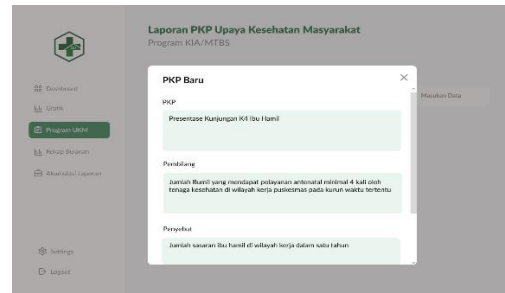 Laporan PKP Upaya Kesehatan Masyarakat
Program KIA/MTBS
Dashboard
Grafik
Program UKM
Rekap Sasaran
Akumulasi Laporan
Settings
Logout
Masukan Data
PKP Baru
PKP
Presentase Kunjungan K4 Ibu Hamil
Pembilang
Jumlah Bumil yang mendapat pelayanan antenatal minimal 4 kali oleh
tenaga kesehatan di wilayah kerja puskesmas pada kurun waktu tertentu
Penyebut
Jumlah sasaran ibu hamil di wilayah kerja dalam satu tahun